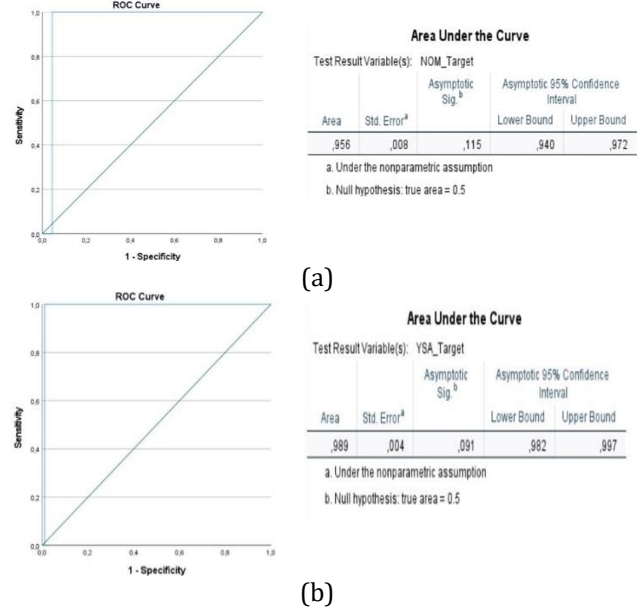 ROC Curve
1,0
0,8
0,6
0,4
0,2
0,0
Sensitivity
0,0 0,2 0,4 0,6 0,8 1,0
1 - Specificity
Area Under the Curve
Test Result Variable(s): NOM_Target
Area Std. Error^a Asymptotic Sig.^b Asymptotic 95% Confidence Interval
Lower Bound Upper Bound
,956 ,008 ,115 ,940 ,972
a. Under the nonparametric assumption
b. Null hypothesis: true area = 0.5
(a)
ROC Curve
1,0
0,8
0,6
0,4
0,2
0,0
Sensitivity
0,0 0,2 0,4 0,6 0,8 1,0
1 - Specificity
Area Under the Curve
Test Result Variable(s): YSA_Target
Area Std. Error^a Asymptotic Sig.^b Asymptotic 95% Confidence Interval
Lower Bound Upper Bound
,989 ,004 ,091 ,982 ,997
a. Under the nonparametric assumption
b. Null hypothesis: true area = 0.5
(b)